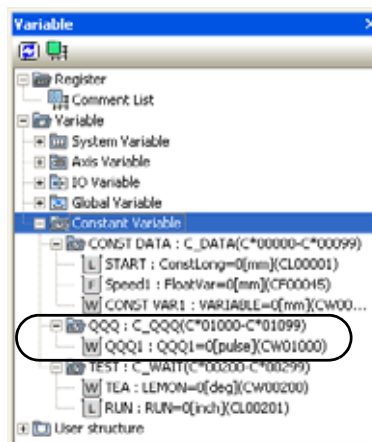 Variable
Register
Comment List
Variable
System Variable
Axis Variable
IO Variable
Global Variable
Constant Variable
CONST DATA : C_DATA(C*00000-C*00099)
L START : ConstLong=0[mm](CL00001)
F Speed1 : FloatVar=0[mm](CF00045)
W CONST VAR1 : VARIABLE=0[mm](CW00...
QQQ : C_QQQ(C*01000-C*01099)
W QQQ1 : QQQ1=0[pulse](CW01000)
TEST : C_WAIT(C*00200-C*00299)
W TEA : LEMON=0[deg](CW00200)
L RUN : RUN=0[inch](CL00201)
User structure